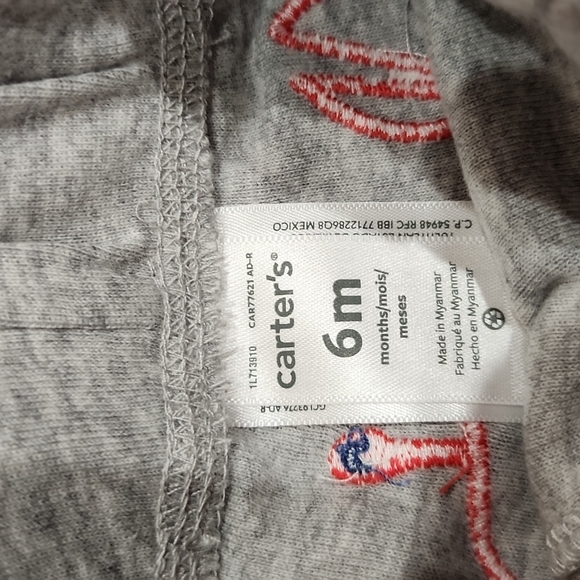 1L713910 CAR77621 AD-R
carter's®
6m
months/mois/
meses
Made in Myanmar
Fabriqué au Myanmar
Hecho en Myanmar
C.P. 54948 RFC IBB 7712286Q8 MEXICO